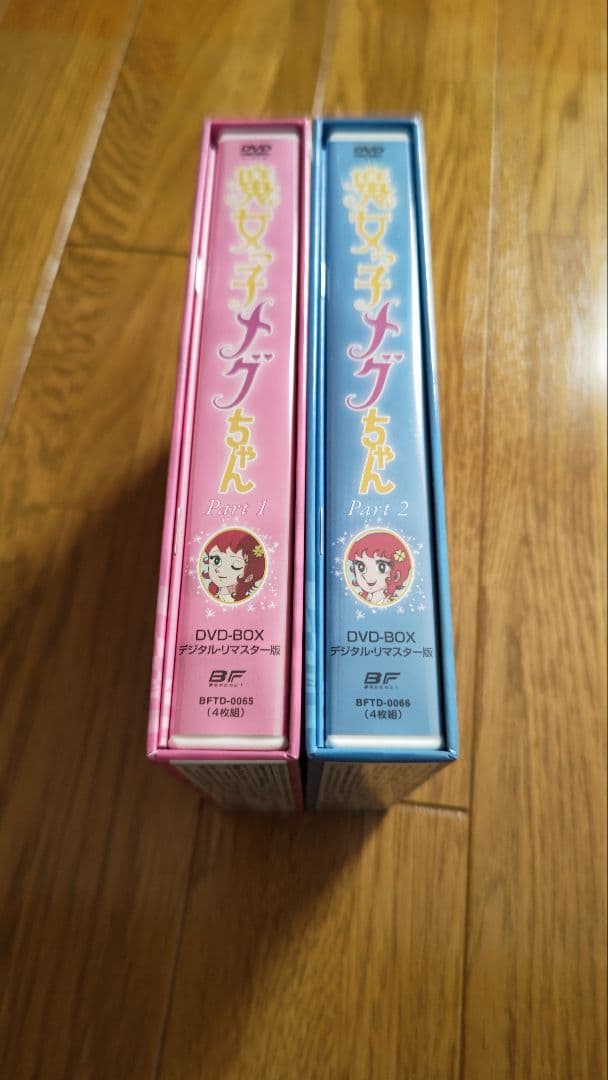 DVD
魔女っ子メグちゃん
Part 1
DVD-BOX
デジタル・リマスター版
BF
BFTD-0065
(4枚組)
DVD
魔女っ子メグちゃん
Part 2
DVD-BOX
デジタル・リマスター版
BF
BFTD-0066
(4枚組)